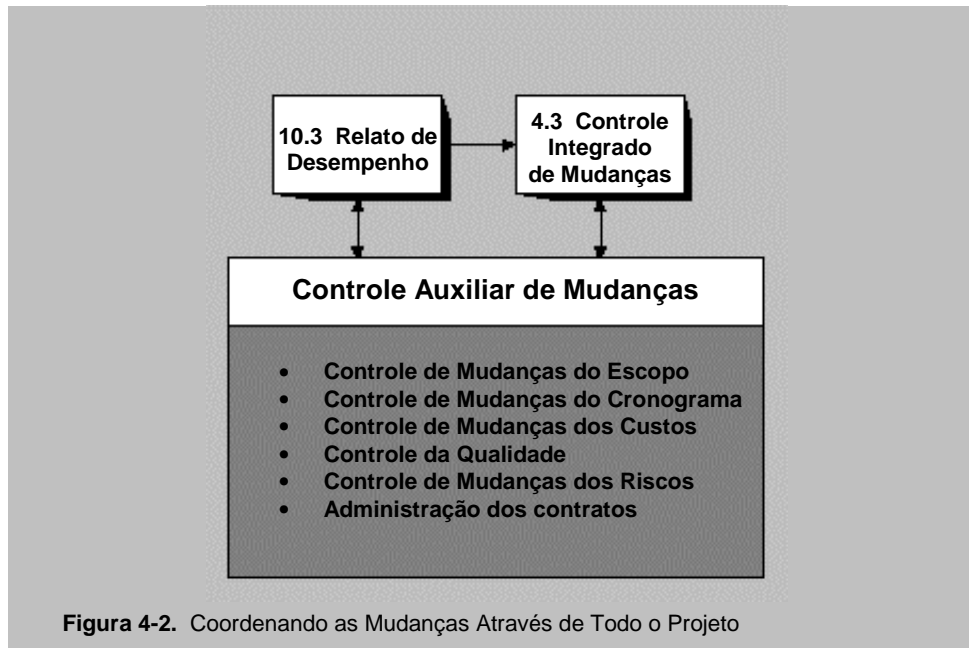 10.3 Relato de
Desempenho
4.3 Controle
Integrado
de Mudanças
Controle Auxiliar de Mudanças
• Controle de Mudanças do Escopo
• Controle de Mudanças do Cronograma
• Controle de Mudanças dos Custos
• Controle da Qualidade
• Controle de Mudanças dos Riscos
• Administração dos contratos
Figura 4-2. Coordenando as Mudanças Através de Todo o Projeto